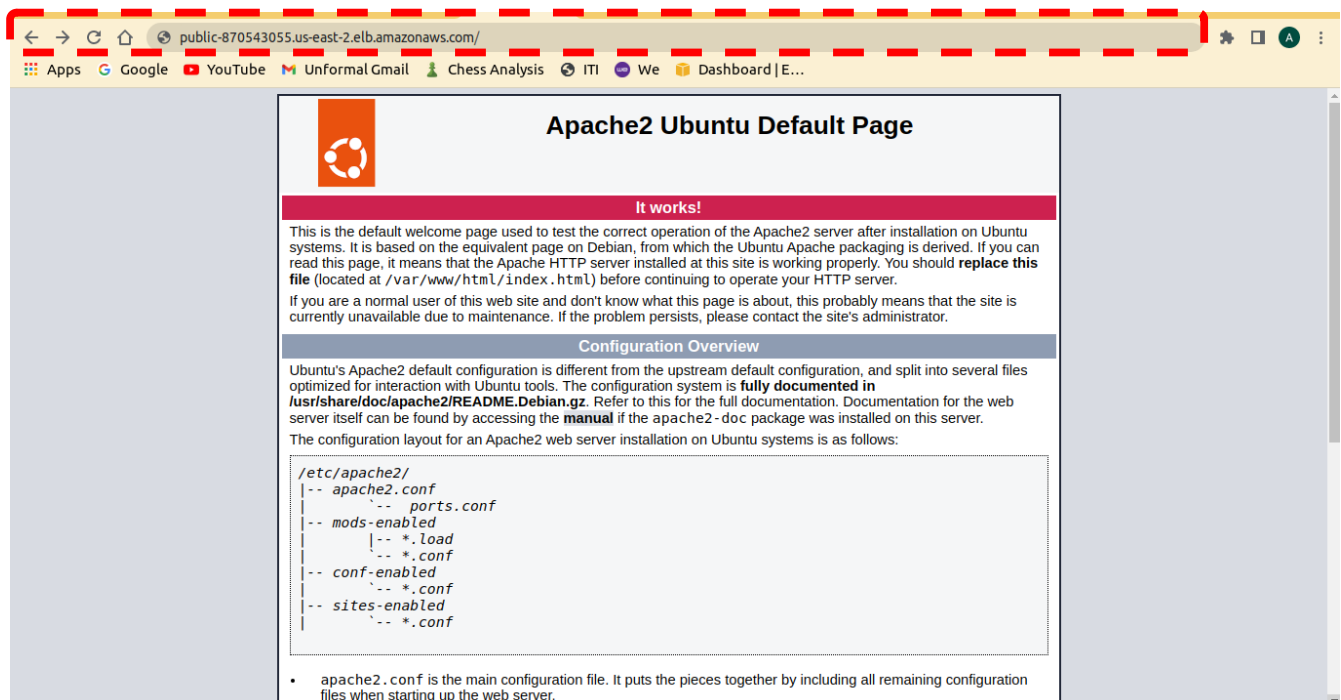 public-870543055.us-east-2.elb.amazonaws.com/
A
Apps Google YouTube Unformal Gmail Chess Analysis ITI We Dashboard | E...
Apache2 Ubuntu Default Page
It works!
This is the default welcome page used to test the correct operation of the Apache2 server after installation on Ubuntu
systems. It is based on the equivalent page on Debian, from which the Ubuntu Apache packaging is derived. If you can
read this page, it means that the Apache HTTP server installed at this site is working properly. You should replace this
file (located at /var/www/html/index.html) before continuing to operate your HTTP server.
If you are a normal user of this web site and don't know what this page is about, this probably means that the site is
currently unavailable due to maintenance. If the problem persists, please contact the site's administrator.
Configuration Overview
Ubuntu's Apache2 default configuration is different from the upstream default configuration, and split into several files
optimized for interaction with Ubuntu tools. The configuration system is fully documented in
/usr/share/doc/apache2/README.Debian.gz. Refer to this for the full documentation. Documentation for the web
server itself can be found by accessing the manual if the apache2-doc package was installed on this server.
The configuration layout for an Apache2 web server installation on Ubuntu systems is as follows:
/etc/apache2/
|-- apache2.conf
|       `--  ports.conf
|-- mods-enabled
|       |-- *.load
|       `-- *.conf
|-- conf-enabled
|       `-- *.conf
|-- sites-enabled
|       `-- *.conf
• apache2.conf is the main configuration file. It puts the pieces together by including all remaining configuration
files when starting up the web server.